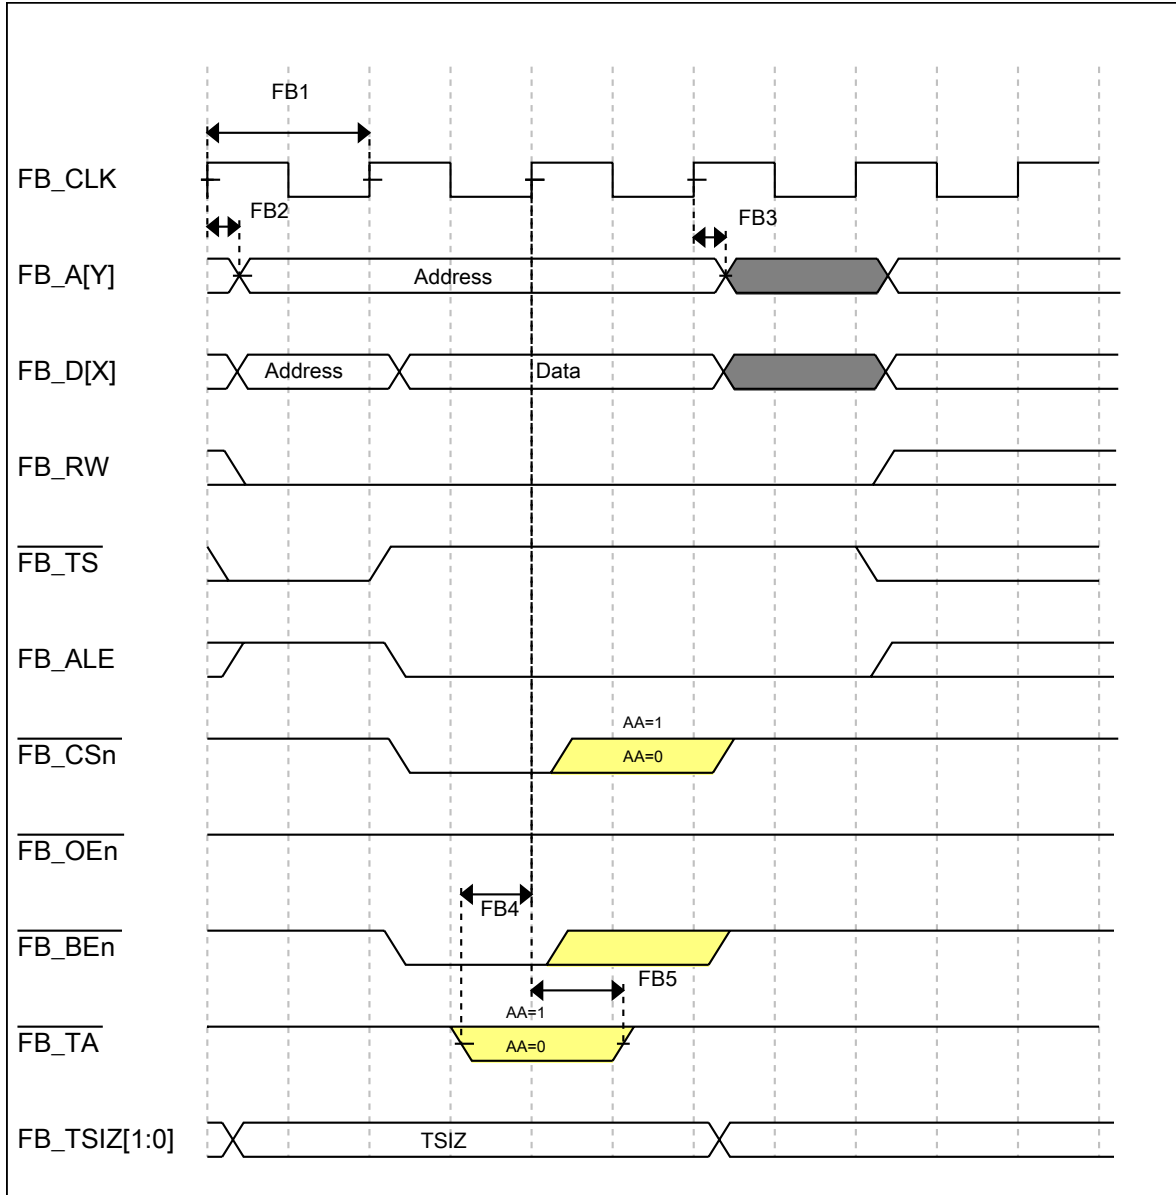 FB1
FB_CLK
FB2
FB3
FB_A[Y]
Address
FB_D[X]
Address
Data
FB_RW
FB_TS
FB_ALE
AA=1
FB_CSn
AA=0
FB_OEn
FB4
FB_BEn
FB5
AA=1
FB_TA
AA=0
FB_TSIZ[1:0]
TSIZ